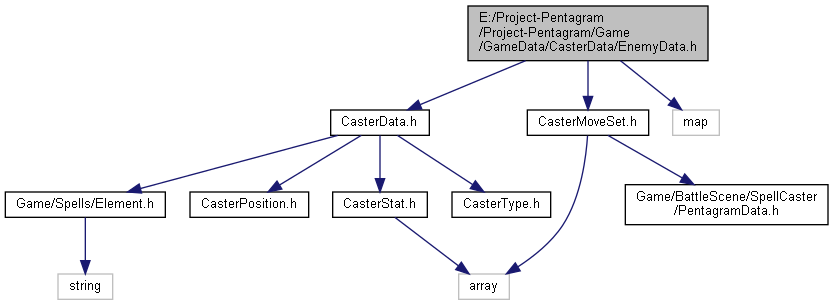 E:/Project-Pentagram
/Project-Pentagram/Game
/GameData/CasterData/EnemyData.h
CasterData.h
CasterMoveSet.h
map
Game/Spells/Element.h
CasterPosition.h
CasterStat.h
CasterType.h
Game/BattleScene/SpellCaster
/PentagramData.h
string
array